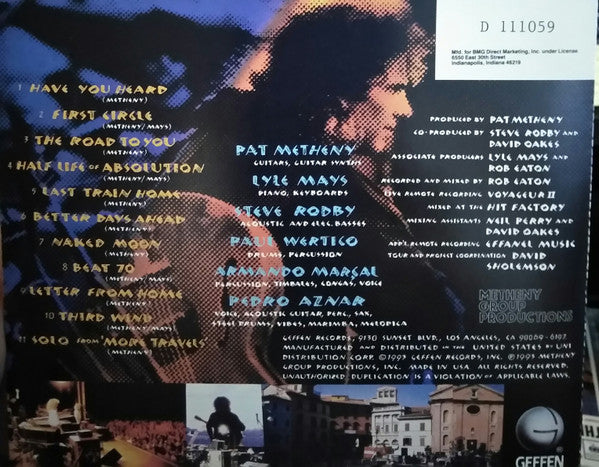 D 111059
Mfd. for BMG Direct Marketing, Inc. under License
6550 East 30th Street
Indianapolis, Indiana 46219
1 HAVE YOU HEARD
(METHENY)
2 FIRST CIRCLE
(METHENY/MAYS)
3 THE ROAD TO YOU
(METHENY)
4 HALF LIFE OF ABSOLUTION
(METHENY/MAYS)
5 LAST TRAIN HOME
(METHENY)
6 BETTER DAYS AHEAD
(METHENY)
7 NAKED MOON
(METHENY)
8 BEAT 70
(METHENY/MAYS)
9 LETTER FROM HOME
(METHENY)
10 THIRD WIND
(METHENY/MAYS)
11 SOLO FROM 'MORE TRAVELS'
(METHENY)
PAT METHENY
GUITARS, GUITAR SYNTHS
LYLE MAYS
PIANO, KEYBOARDS
STEVE RODBY
ACOUSTIC AND ELEC. BASSES
PAUL WERTICO
DRUMS, PERCUSSION
ARMANDO MARSAL
PERCUSSION, TIMBALES, CONGAS, VOICE
PEDRO AZNAR
VOICE, ACOUSTIC GUITAR, PERC, SAX,
STEEL DRUMS, VIBES, MARIMBA, MELODICA
PRODUCED BY PAT METHENY
CO-PRODUCED BY STEVE RODBY AND
DAVID OAKES
ASSOCIATE PRODUCERS LYLE MAYS AND
ROB EATON
RECORDED AND MIXED BY ROB EATON
LIVE REMOTE RECORDING VOYAGEUR II
MIXED AT THE HIT FACTORY
MIXING ASSISTANTS NEIL PERRY AND
DAVID OAKES
ADD'L REMOTE RECORDING EFFANEL MUSIC
TOUR AND PROJECT COORDINATION DAVID
SHOLEMSON
METHENY
GROUP
PRODUCTIONS
GEFFEN RECORDS, 9130 SUNSET BLVD., LOS ANGELES, CA 90069-6197.
MANUFACTURED AND DISTRIBUTED IN THE UNITED STATES BY UNI
DISTRIBUTION CORP. ©1993 GEFFEN RECORDS, INC. ℗1993 METHENY
GROUP PRODUCTIONS, INC. MADE IN USA. ALL RIGHTS RESERVED.
UNAUTHORIZED DUPLICATION IS A VIOLATION OF APPLICABLE LAWS.
GEFFEN